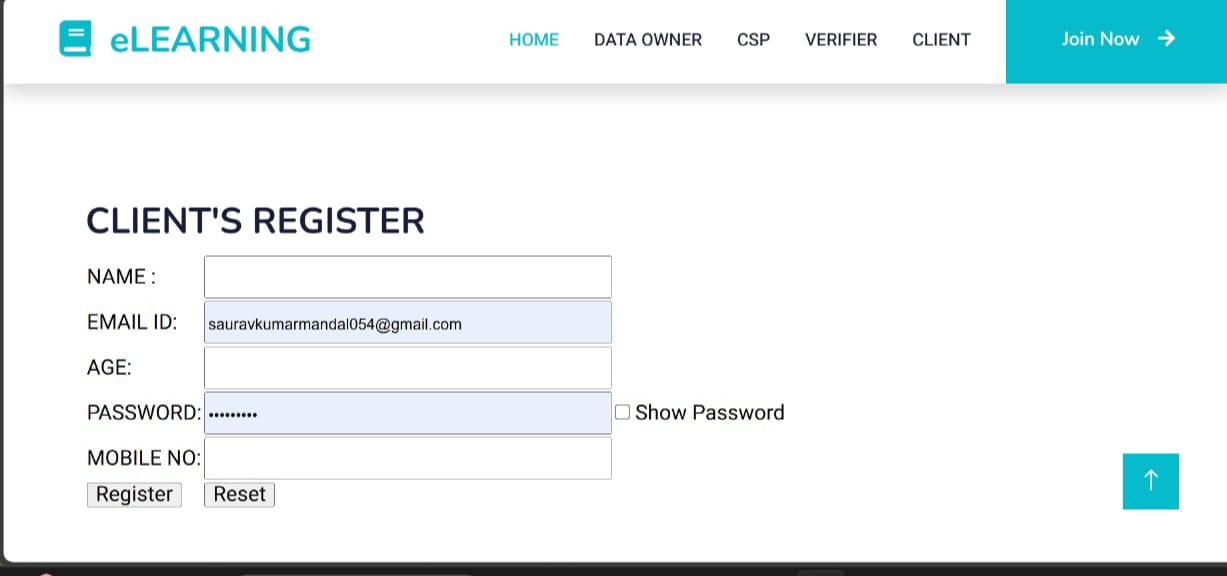 eLEARNING HOME DATA OWNER CSP VERIFIER CLIENT Join Now →
CLIENT'S REGISTER
NAME :
EMAIL ID: sauravkumarmandal054@gmail.com
AGE:
PASSWORD: ••••••••• Show Password
MOBILE NO:
Register Reset